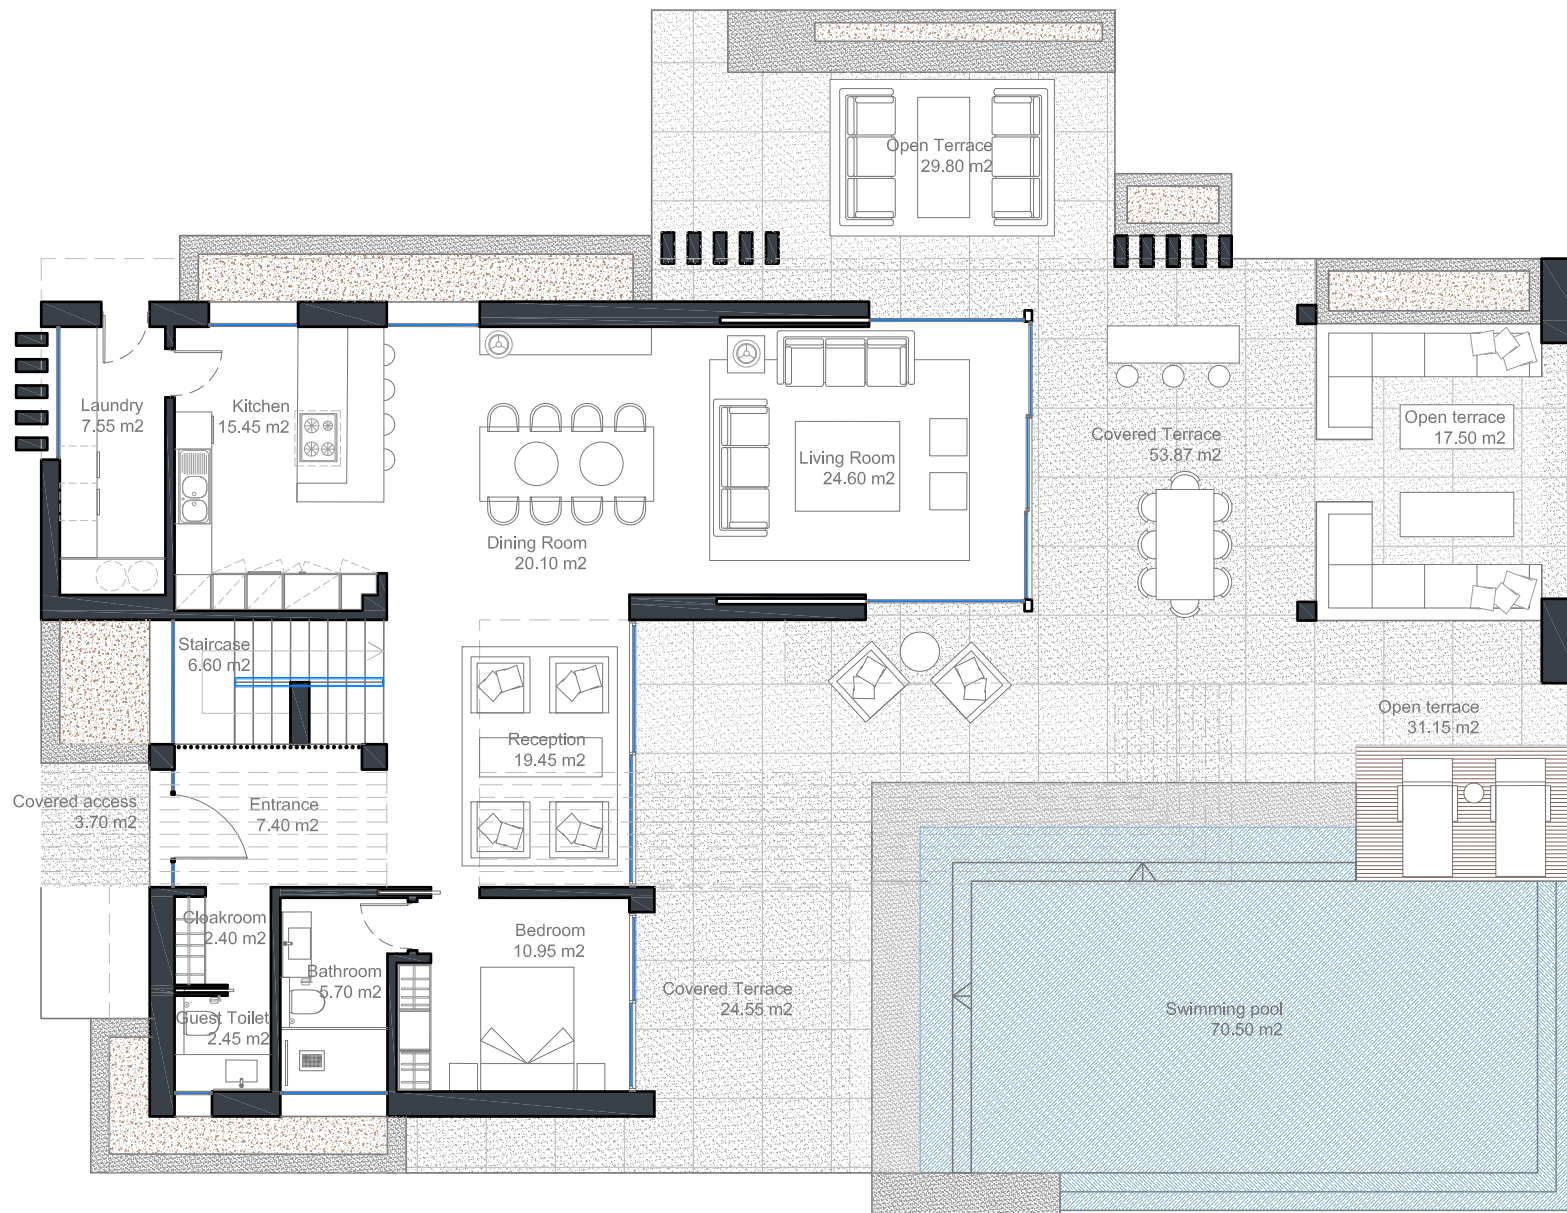 Open Terrace
29.80 m2
Laundry
7.55 m2
Kitchen
15.45 m2
Dining Room
20.10 m2
Living Room
24.60 m2
Covered Terrace
53.87 m2
Open terrace
17.50 m2
Staircase
6.60 m2
Reception
19.45 m2
Open terrace
31.15 m2
Covered access
3.70 m2
Entrance
7.40 m2
Cloakroom
2.40 m2
Bathroom
5.70 m2
Bedroom
10.95 m2
Guest Toilet
2.45 m2
Covered Terrace
24.55 m2
Swimming pool
70.50 m2